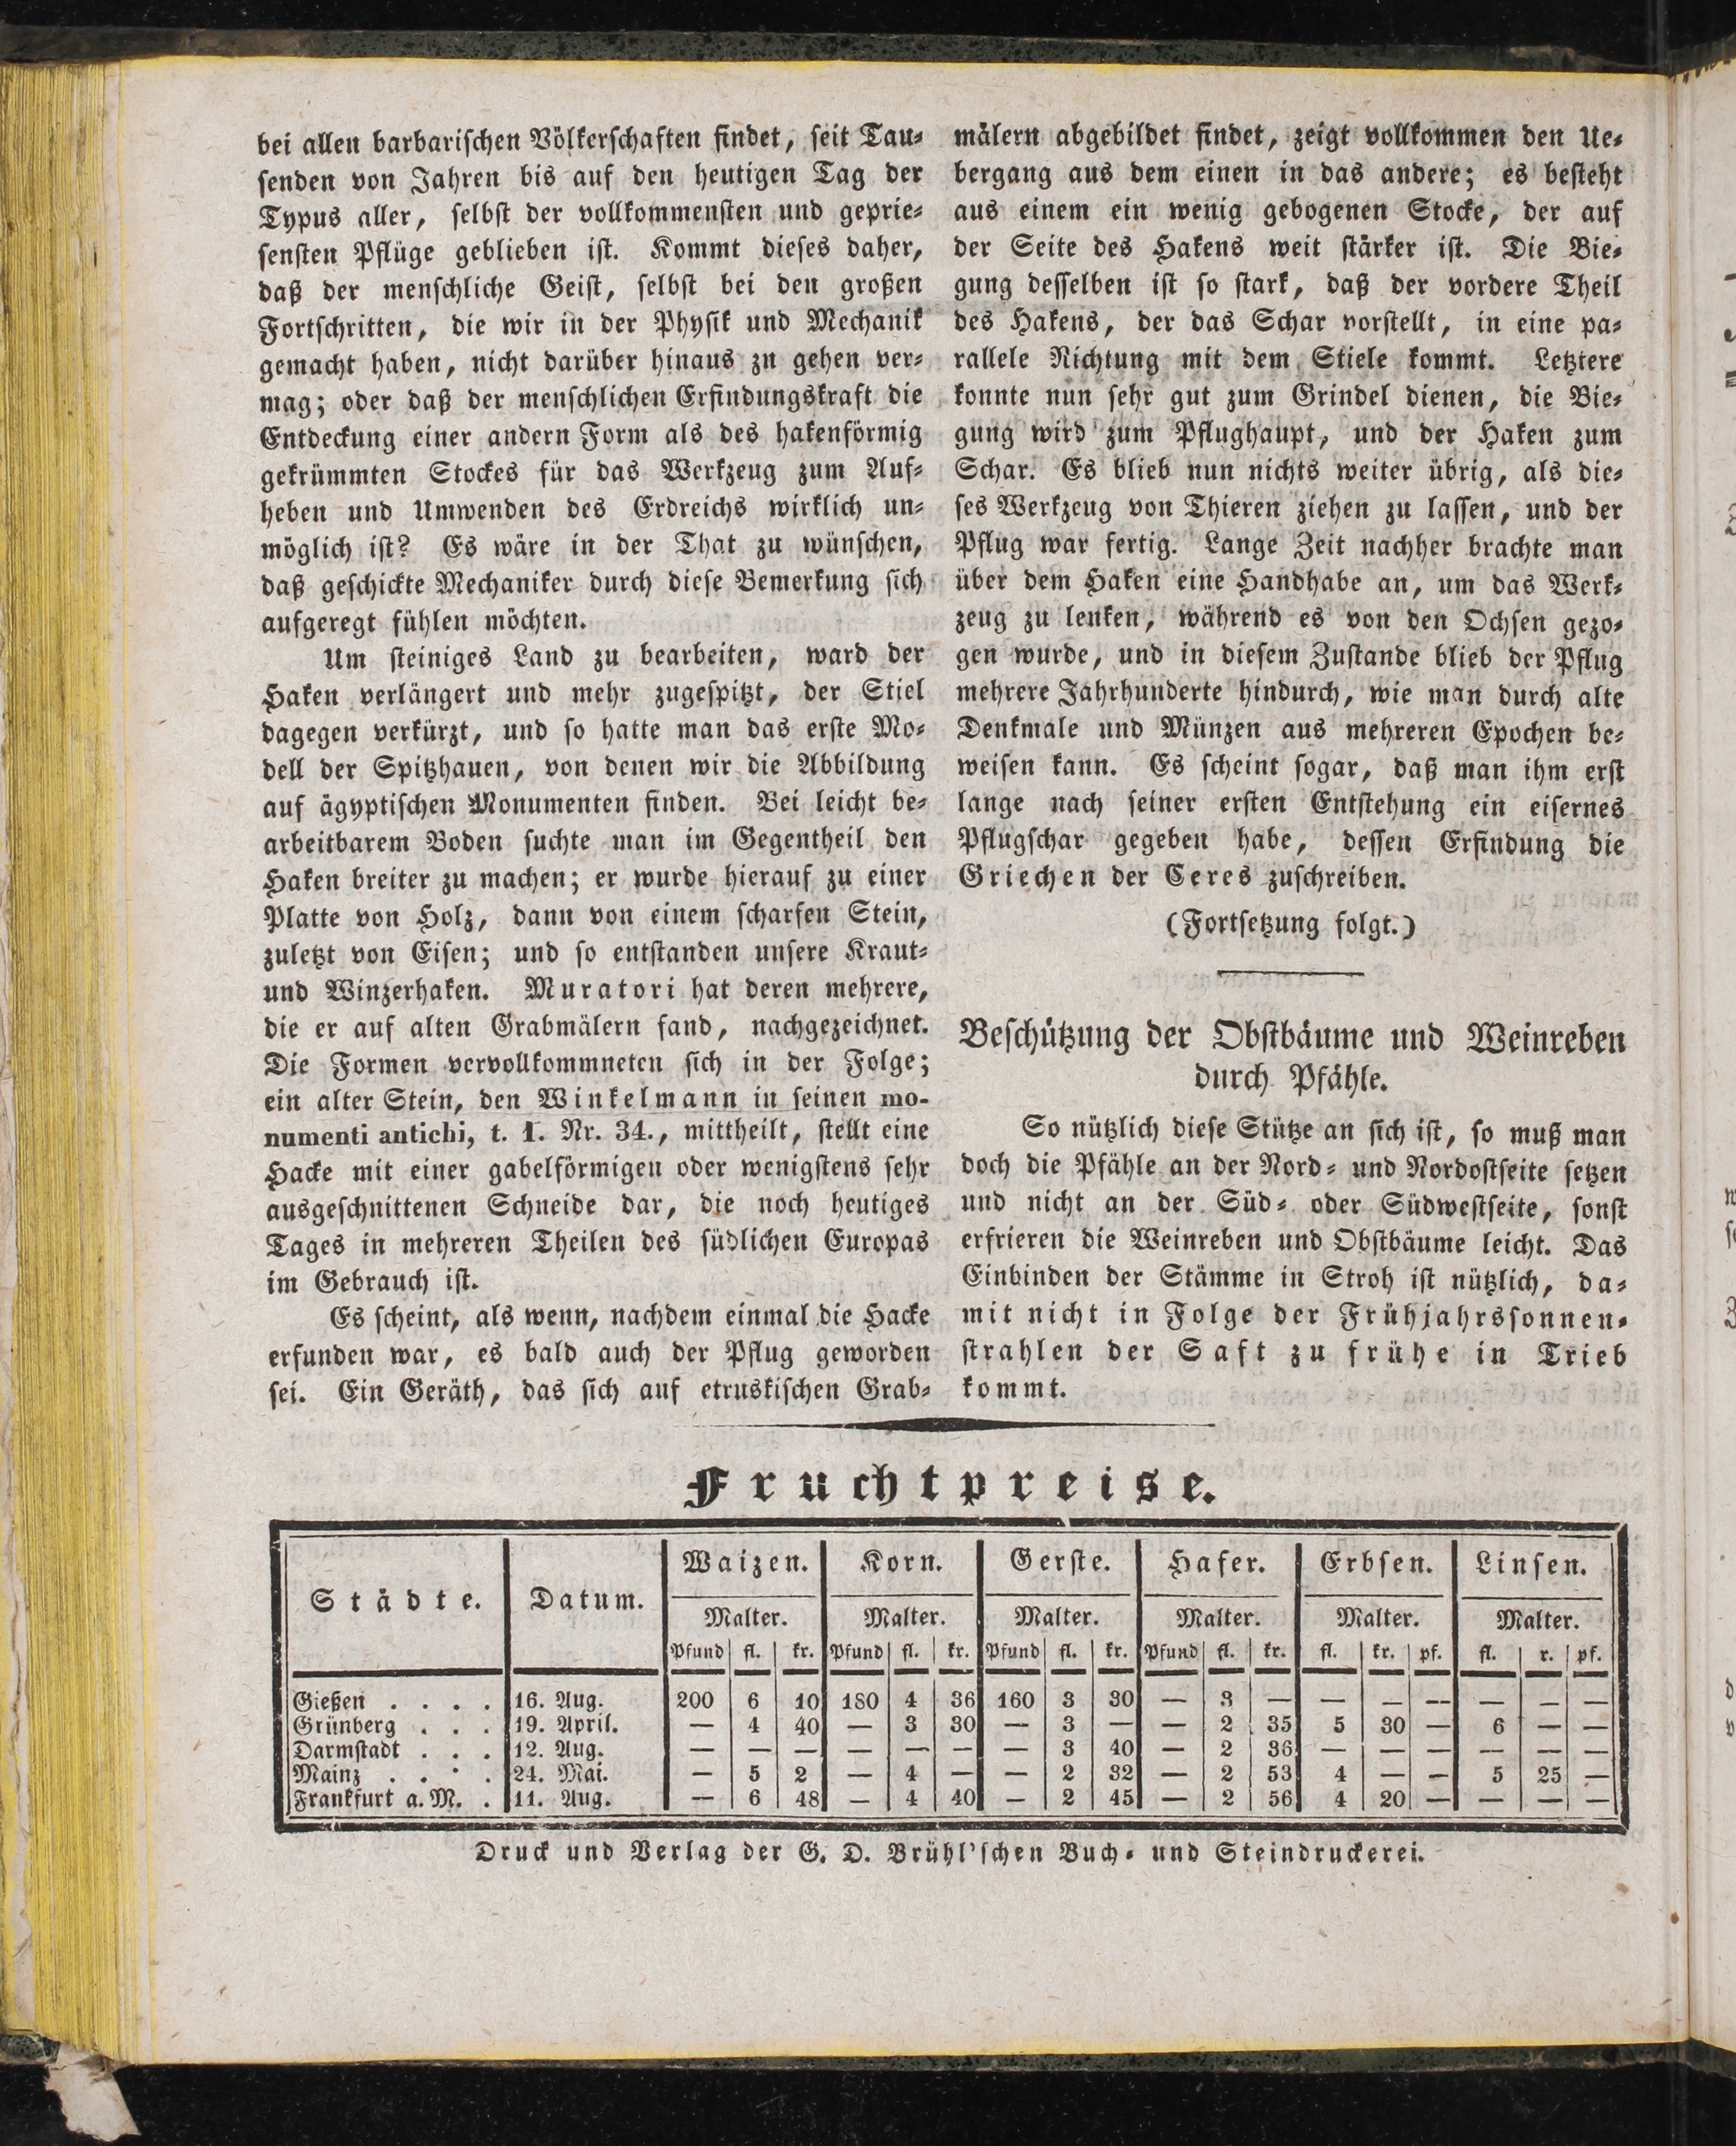 bei allen barbarischen Völkerschaften findet, seit Tau-
senden von Jahren bis auf den heutigen Tag der
Typus aller, selbst der vollkommensten und geprie-
sensten Pflüge geblieben ist. Kommt dieses daher,
daß der menschliche Geist, selbst bei den großen
Fortschritten, die wir in der Physik und Mechanik
gemacht haben, nicht darüber hinaus zu gehen ver-
mag; oder daß der menschlichen Erfindungskraft die
Entdeckung einer andern Form als des hakenförmig
gekrümmten Stockes für das Werkzeug zum Auf-
heben und Umwenden des Erdreichs wirklich un-
möglich ist? Es wäre in der That zu wünschen,
daß geschickte Mechaniker durch diese Bemerkung sich
aufgeregt fühlen möchten.
Um steiniges Land zu bearbeiten, ward der
Haken verlängert und mehr zugespitzt, der Stiel
dagegen verkürzt, und so hatte man das erste Mo-
dell der Spitzhauen, von denen wir die Abbildung
auf ägyptischen Monumenten finden. Bei leicht be-
arbeitbarem Boden suchte man im Gegentheil den
Haken breiter zu machen; er wurde hierauf zu einer
Platte von Holz, dann von einem scharfen Stein,
zuletzt von Eisen; und so entstanden unsere Kraut-
und Winzerhaken. Muratori hat deren mehrere,
die er auf alten Grabmälern fand, nachgezeichnet.
Die Formen vervollkommneten sich in der Folge;
ein alter Stein, den Winkelmann in seinen mo-
numenti antichi, t. I. Nr. 34., mittheilt, stellt eine
Hacke mit einer gabelförmigen oder wenigstens sehr
ausgeschnittenen Schneide dar, die noch heutiges
Tages in mehreren Theilen des südlichen Europas
im Gebrauch ist.
Es scheint, als wenn, nachdem einmal die Hacke
erfunden war, es bald auch der Pflug geworden
sei. Ein Geräth, das sich auf etruskischen Grab-
mälern abgebildet findet, zeigt vollkommen den Ue-
bergang aus dem einen in das andere; es besteht
aus einem ein wenig gebogenen Stocke, der auf
der Seite des Hakens weit stärker ist. Die Bie-
gung desselben ist so stark, daß der vordere Theil
des Hakens, der das Schar vorstellt, in eine pa-
rallele Richtung mit dem Stiele kommt. Letztere
konnte nun sehr gut zum Grindel dienen, die Bie-
gung wird zum Pflughaupt, und der Haken zum
Schar. Es blieb nun nichts weiter übrig, als die-
ses Werkzeug von Thieren ziehen zu lassen, und der
Pflug war fertig. Lange Zeit nachher brachte man
über dem Haken eine Handhabe an, um das Werk-
zeug zu lenken, während es von den Ochsen gezo-
gen wurde, und in diesem Zustande blieb der Pflug
mehrere Jahrhunderte hindurch, wie man durch alte
Denkmale und Münzen aus mehreren Epochen be-
weisen kann. Es scheint sogar, daß man ihm erst
lange nach seiner ersten Entstehung ein eisernes
Pflugschar gegeben habe, dessen Erfindung die
Griechen der Ceres zuschreiben.
(Fortsetzung folgt.)
Beschützung der Obstbäume und Weinreben
durch Pfähle.
So nützlich diese Stütze an sich ist, so muß man
doch die Pfähle an der Nord- und Nordostseite setzen
und nicht an der Süd- oder Südwestseite, sonst
erfrieren die Weinreben und Obstbäume leicht. Das
Einbinden der Stämme in Stroh ist nützlich, da-
mit nicht in Folge der Frühjahrssonnen-
strahlen der Saft zu frühe in Trieb
kommt.
Fruchtpreise.
Städte. Datum. Waizen. Korn. Gerste. Hafer. Erbsen. Linsen.
Malter. Malter. Malter. Malter. Malter. Malter.
Pfund fl. kr. Pfund fl. kr. Pfund fl. kr. Pfund fl. kr. fl. kr. pf. fl. r. pf.
Gießen . . . . 16. Aug. 200 6 10 180 4 36 160 3 30 — 3 — — — — — — —
Grünberg . . . 19. April. — 4 40 — 3 30 — 3 — — 2 35 5 30 — 6 — —
Darmstadt . . . 12. Aug. — — — — — — — 3 40 — 2 36 — — — — — —
Mainz . . . . 24. Mai. — 5 2 — 4 — — 2 32 — 2 53 4 — — 5 25 —
Frankfurt a. M. . 11. Aug. — 6 48 — 4 40 — 2 45 — 2 56 4 20 — — — —
Druck und Verlag der G. D. Brühl'schen Buch- und Steindruckerei.